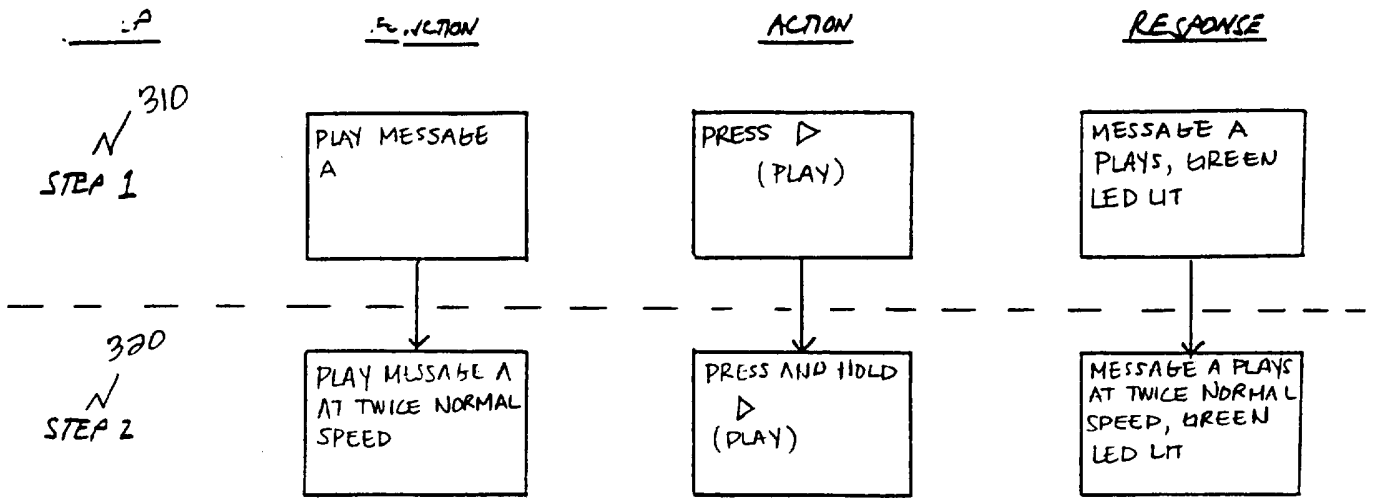 ACTION
RESPONSE
310
STEP 1
PLAY MESSAGE
A
PRESS ▷
(PLAY)
MESSAGE A
PLAYS, GREEN
LED LIT
320
STEP 2
PLAY MESSAGE A
AT TWICE NORMAL
SPEED
PRESS AND HOLD
▷
(PLAY)
MESSAGE A PLAYS
AT TWICE NORMAL
SPEED, GREEN
LED LIT